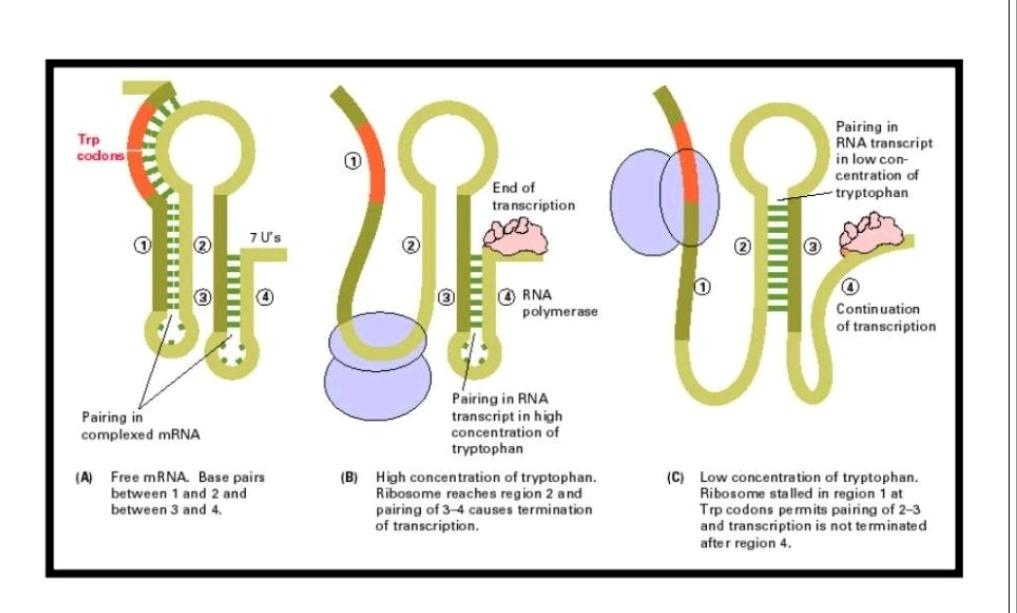 Trp
codons
1
2
7 U's
3
4
Pairing in
complexed mRNA
(A) Free mRNA. Base pairs
between 1 and 2 and
between 3 and 4.
1
2
End of
transcription
3
4 RNA
polymerase
Pairing in RNA
transcript in high
concentration of
tryptophan
(B) High concentration of tryptophan.
Ribosome reaches region 2 and
pairing of 3–4 causes termination
of transcription.
Pairing in
RNA transcript
in low con-
centration of
tryptophan
2
3
1
4
Continuation
of transcription
(C) Low concentration of tryptophan.
Ribosome stalled in region 1 at
Trp codons permits pairing of 2–3
and transcription is not terminated
after region 4.